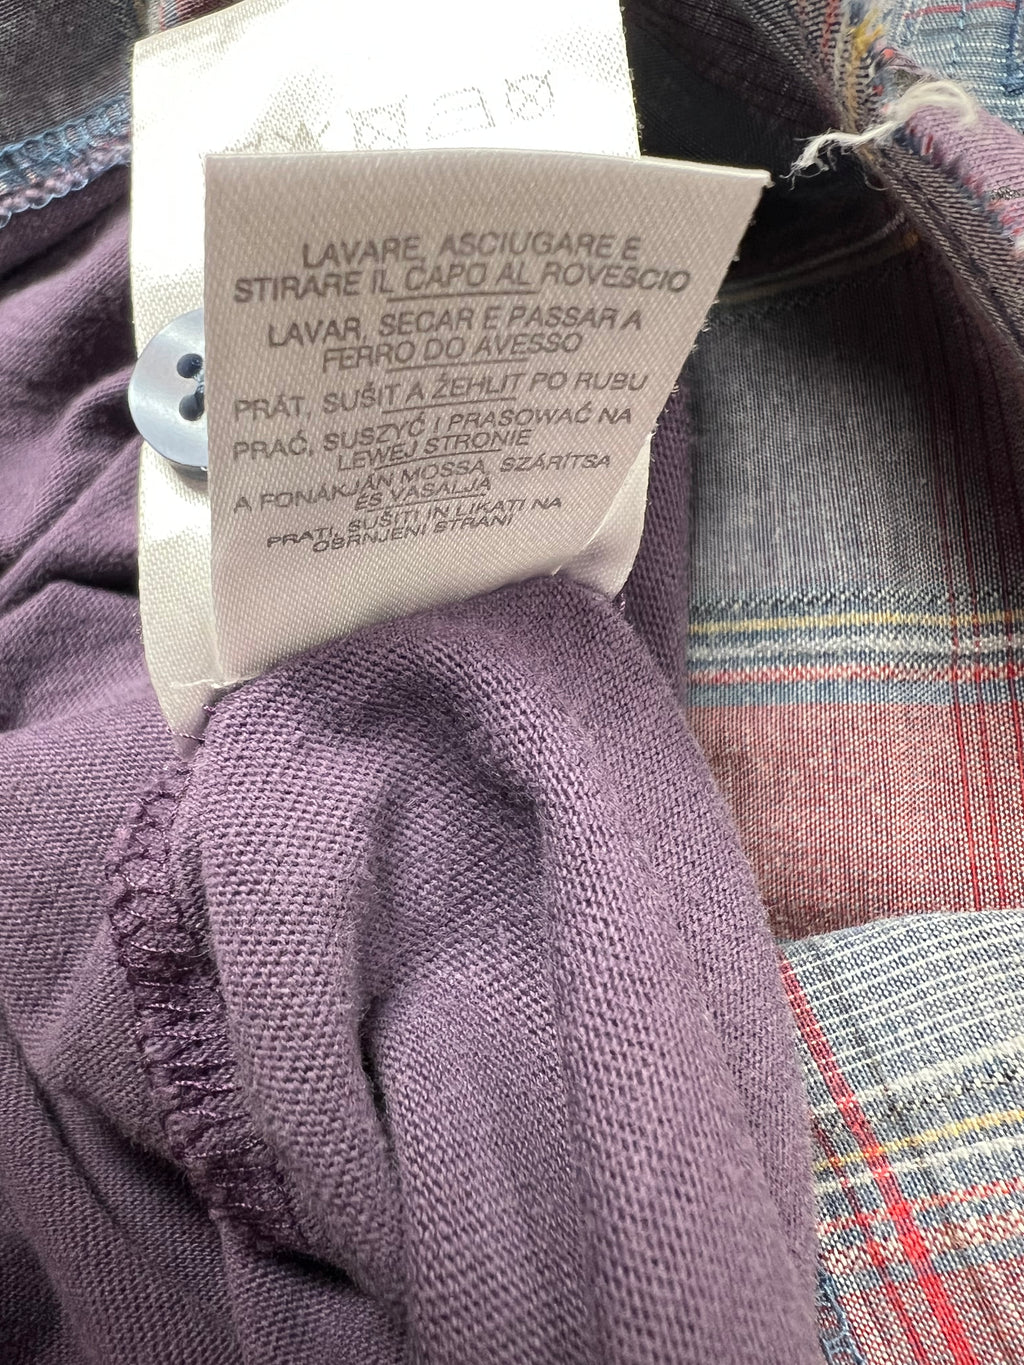 LAVARE, ASCIUGARE E
STIRARE IL CAPO AL ROVESCIO
LAVAR, SECAR E PASSAR A
FERRO DO AVESSO
PRÁT, SUŠIT A ŽEHLIT PO RUBU
PRAĆ, SUSZYĆ I PRASOWAĆ NA
LEWEJ STRONIE
A FONÁKJÁN MOSSA, SZÁRÍTSA
ÉS VASALJA
PRATI, SUŠITI IN LIKATI NA
OBRNJENI STRANI